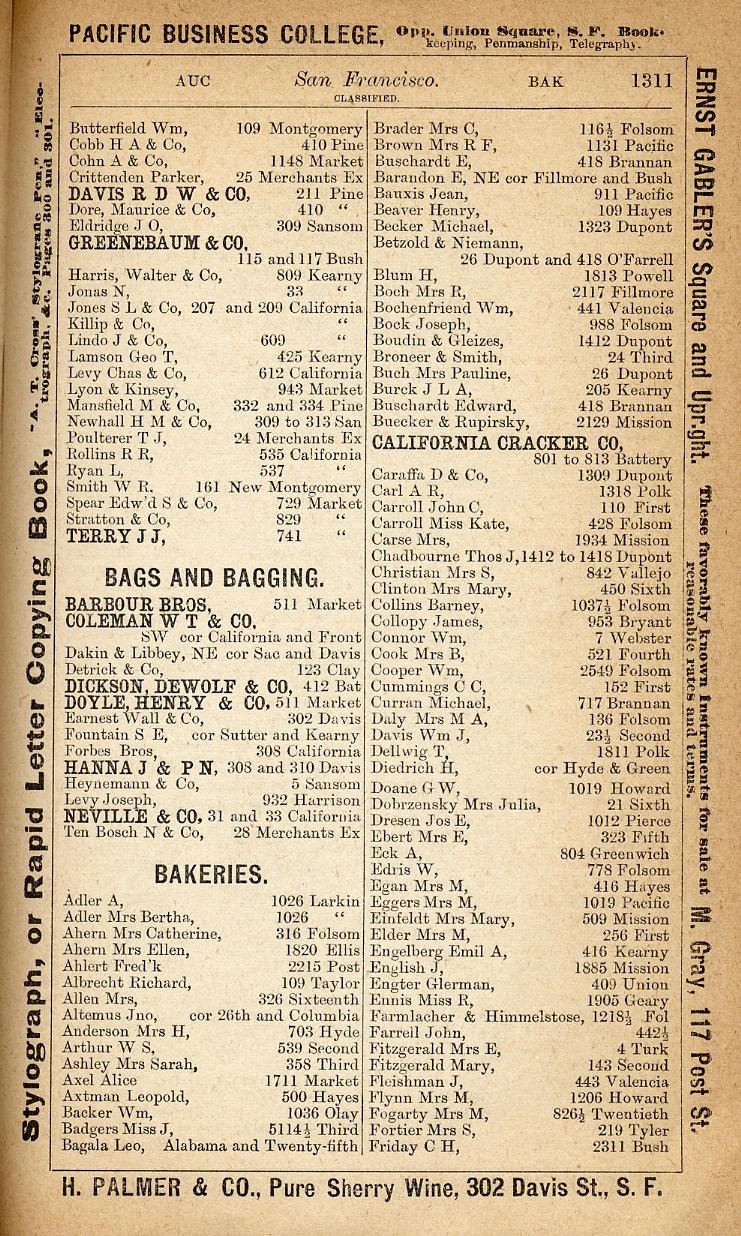 PACIFIC BUSINESS COLLEGE, Opp. Union Square, S. F. Book-
keeping, Penmanship, Telegraphy.
AUC San Francisco. BAK 1311
CLASSIFIED.
Butterfield Wm, 109 Montgomery
Cobb H A & Co, 410 Pine
Cohn A & Co, 1148 Market
Crittenden Parker, 25 Merchants Ex
DAVIS R D W & CO, 211 Pine
Dore, Maurice & Co, 410 “
Eldridge J O, 309 Sansom
GREENEBAUM & CO,
115 and 117 Bush
Harris, Walter & Co, 809 Kearny
Jonas N, 33 “
Jones S L & Co, 207 and 209 California
Killip & Co, “
Lindo J & Co, 609 “
Lamson Geo T, 425 Kearny
Levy Chas & Co, 612 California
Lyon & Kinsey, 943 Market
Mansfield M & Co, 332 and 334 Pine
Newhall H M & Co, 309 to 313 San
Poulterer T J, 24 Merchants Ex
Rollins R R, 535 California
Ryan L, 537 “
Smith W R. 161 New Montgomery
Spear Edw'd S & Co, 729 Market
Stratton & Co, 829 “
TERRY J J, 741 “
BAGS AND BAGGING.
BARBOUR BROS, 511 Market
COLEMAN W T & CO,
SW cor California and Front
Dakin & Libbey, NE cor Sac and Davis
Detrick & Co, 123 Clay
DICKSON, DEWOLF & CO, 412 Bat
DOYLE, HENRY & CO, 511 Market
Earnest Wall & Co, 302 Davis
Fountain S E, cor Sutter and Kearny
Forbes Bros, 308 California
HANNA J & P N, 308 and 310 Davis
Heynemann & Co, 5 Sansom
Levy Joseph, 932 Harrison
NEVILLE & CO, 31 and 33 California
Ten Bosch N & Co, 28 Merchants Ex
BAKERIES.
Adler A, 1026 Larkin
Adler Mrs Bertha, 1026 “
Ahern Mrs Catherine, 316 Folsom
Ahern Mrs Ellen, 1820 Ellis
Ahlert Fred'k 2215 Post
Albrecht Richard, 109 Taylor
Allen Mrs, 326 Sixteenth
Altemus Jno, cor 26th and Columbia
Anderson Mrs H, 703 Hyde
Arthur W S, 539 Second
Ashley Mrs Sarah, 358 Third
Axel Alice 1711 Market
Axtman Leopold, 500 Hayes
Backer Wm, 1036 Olay
Badgers Miss J, 5114½ Third
Bagala Leo, Alabama and Twenty-fifth
Brader Mrs C, 116½ Folsom
Brown Mrs R F, 1131 Pacific
Buschardt E, 418 Brannan
Barandon E, NE cor Fillmore and Bush
Bauxis Jean, 911 Pacific
Beaver Henry, 109 Hayes
Becker Michael, 1323 Dupont
Betzold & Niemann,
26 Dupont and 418 O'Farrell
Blum H, 1813 Powell
Boch Mrs R, 2117 Fillmore
Bochenfriend Wm, 441 Valencia
Bock Joseph, 988 Folsom
Boudin & Gleizes, 1412 Dupont
Broneer & Smith, 24 Third
Buch Mrs Pauline, 26 Dupont
Burck J L A, 205 Kearny
Buschardt Edward, 418 Brannan
Buecker & Rupirsky, 2129 Mission
CALIFORNIA CRACKER CO,
801 to 813 Battery
Caraffa D & Co, 1309 Dupont
Carl A R, 1318 Polk
Carroll John C, 110 First
Carroll Miss Kate, 428 Folsom
Carse Mrs, 1934 Mission
Chadbourne Thos J, 1412 to 1418 Dupont
Christian Mrs S, 842 Vallejo
Clinton Mrs Mary, 450 Sixth
Collins Barney, 1037½ Folsom
Collopy James, 953 Bryant
Connor Wm, 7 Webster
Cook Mrs B, 521 Fourth
Cooper Wm, 2549 Folsom
Cummings C C, 152 First
Curran Michael, 717 Brannan
Daly Mrs M A, 136 Folsom
Davis Wm J, 23½ Second
Dellwig T, 1811 Polk
Diedrich H, cor Hyde & Green
Doane G W, 1019 Howard
Dobrzensky Mrs Julia, 21 Sixth
Dresen Jos E, 1012 Pierce
Ebert Mrs E, 323 Fifth
Eck A, 804 Greenwich
Edris W, 778 Folsom
Egan Mrs M, 416 Hayes
Eggers Mrs M, 1019 Pacific
Einfeldt Mrs Mary, 509 Mission
Elder Mrs M, 256 First
Engelberg Emil A, 416 Kearny
English J, 1885 Mission
Engter Glerman, 409 Union
Ennis Miss R, 1905 Geary
Farmlacher & Himmelstose, 1218½ Fol
Farreil John, 442½
Fitzgerald Mrs E, 4 Turk
Fitzgerald Mary, 143 Second
Fleishman J, 443 Valencia
Flynn Mrs M, 1206 Howard
Fogarty Mrs M, 826½ Twentieth
Fortier Mrs S, 219 Tyler
Friday C H, 2311 Bush
Stylograph, or Rapid Letter Copying Book, “A. T. Cross' Stylografic Pen,” “Elec-
trograph, &c. Pages 300 and 301.
ERNST GABLER'S Square and Upright. These favorably known Instruments for sale at M. Gray, 117 Post St.
reasonable rates and terms.
H. PALMER & CO., Pure Sherry Wine, 302 Davis St., S. F.